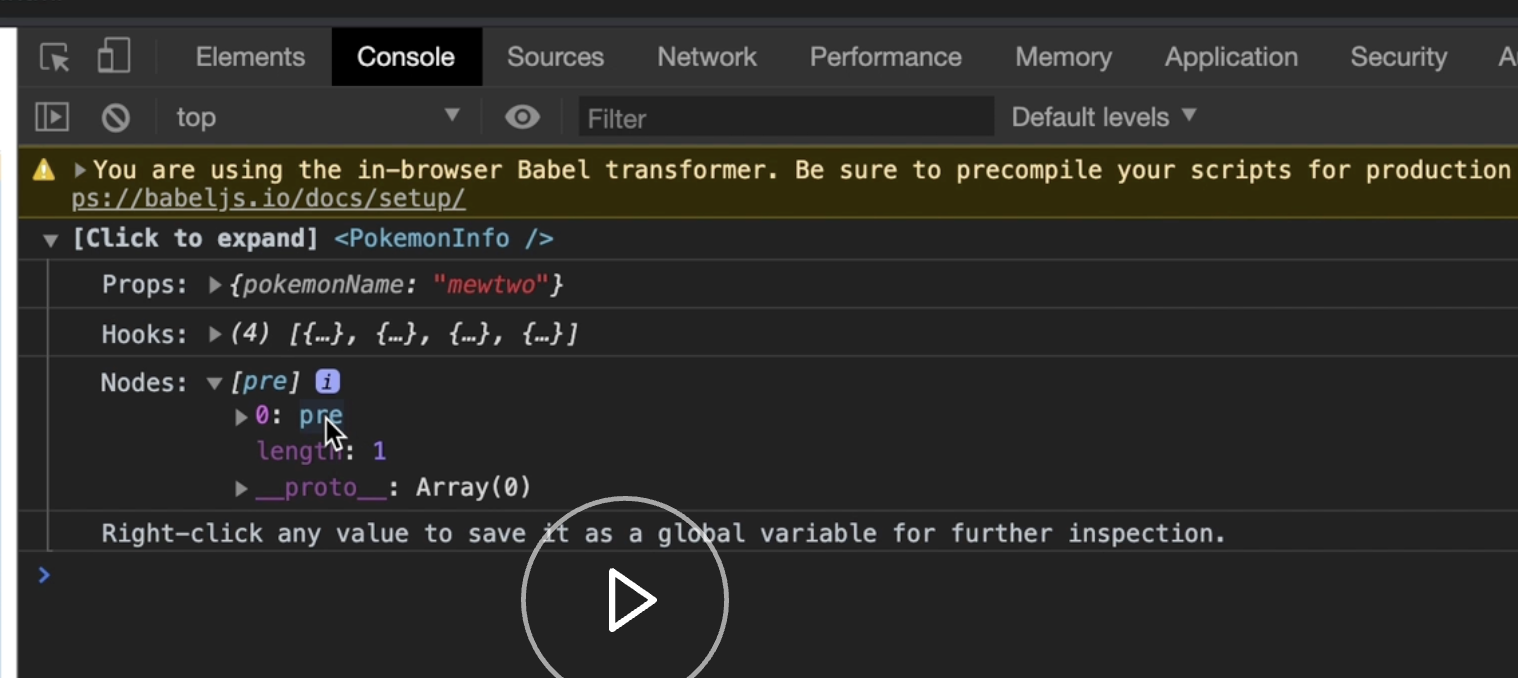 Elements Console Sources Network Performance Memory Application Security
top Filter Default levels
You are using the in-browser Babel transformer. Be sure to precompile your scripts for production
ps://babeljs.io/docs/setup/
[Click to expand] <PokemonInfo />
Props: {pokemonName: "mewtwo"}
Hooks: (4) [{…}, {…}, {…}, {…}]
Nodes: [pre] i
0: pre
length: 1
__proto__: Array(0)
Right-click any value to save it as a global variable for further inspection.
>